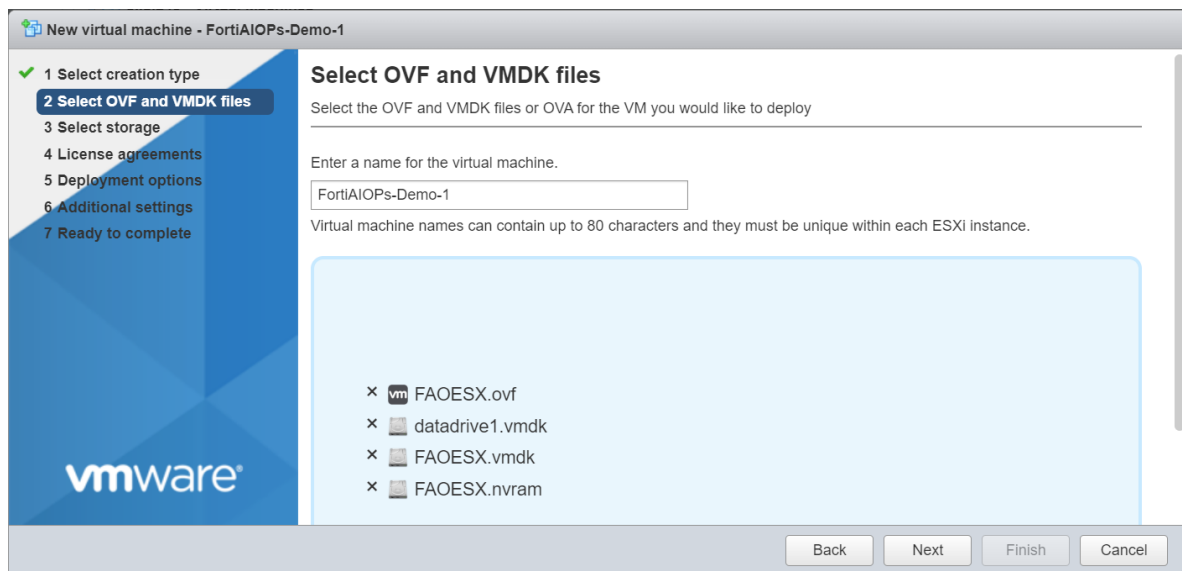 New virtual machine - FortiAIOPs-Demo-1
1 Select creation type
2 Select OVF and VMDK files
3 Select storage
4 License agreements
5 Deployment options
6 Additional settings
7 Ready to complete
vmware®
Select OVF and VMDK files
Select the OVF and VMDK files or OVA for the VM you would like to deploy
Enter a name for the virtual machine.
FortiAIOPs-Demo-1
Virtual machine names can contain up to 80 characters and they must be unique within each ESXi instance.
× vm FAOESX.ovf
× datadrive1.vmdk
× FAOESX.vmdk
× FAOESX.nvram
Back Next Finish Cancel